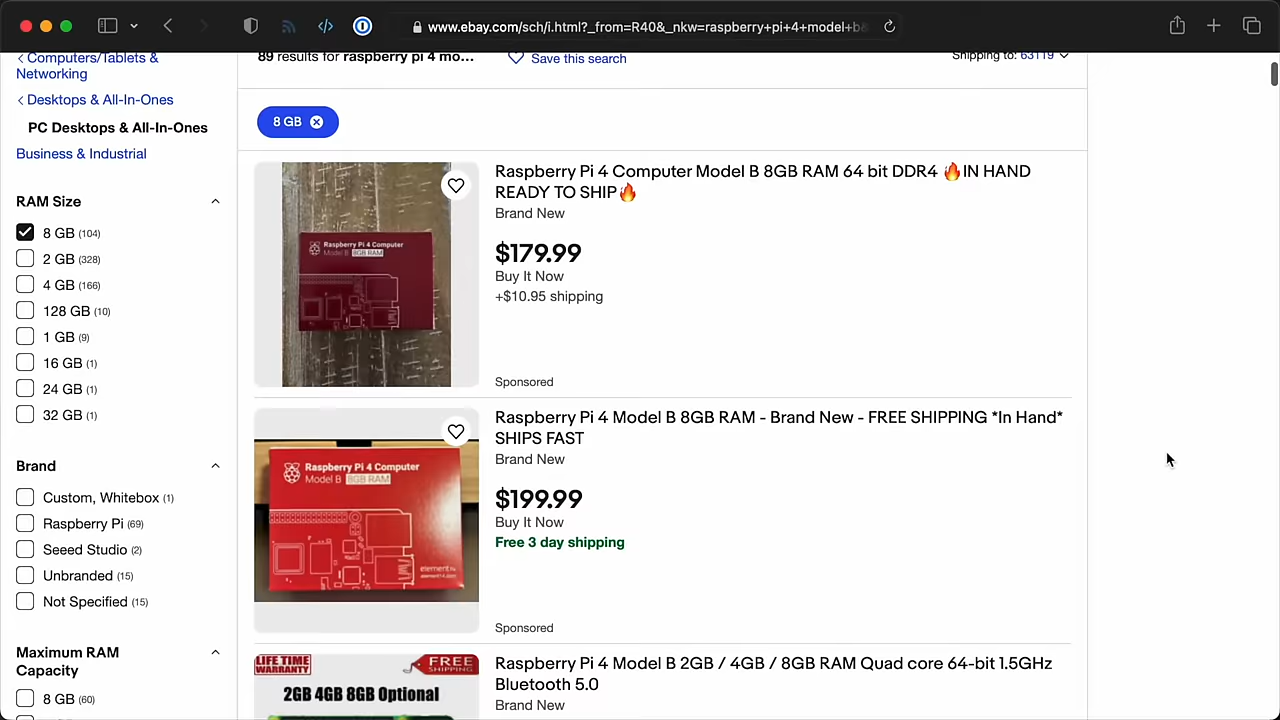 www.ebay.com/sch/i.html?_from=R40&_nkw=raspberry+pi+4+model+b&
Computers/Tablets &
Networking
Desktops & All-In-Ones
PC Desktops & All-In-Ones
Business & Industrial
RAM Size
8 GB (104)
2 GB (328)
4 GB (166)
128 GB (10)
1 GB (9)
16 GB (1)
24 GB (1)
32 GB (1)
Brand
Custom, Whitebox (1)
Raspberry Pi (69)
Seeed Studio (2)
Unbranded (15)
Not Specified (15)
Maximum RAM
Capacity
8 GB (60)
89 results for raspberry pi 4 mo...
Save this search
Shipping to: 63119
8 GB
Raspberry Pi 4 Computer
Model B 8GB RAM
Raspberry Pi 4 Computer Model B 8GB RAM 64 bit DDR4 🔥IN HAND
READY TO SHIP🔥
Brand New
$179.99
Buy It Now
+$10.95 shipping
Sponsored
Raspberry Pi 4 Computer
Model B 8GB RAM
element14
element14.com
Raspberry Pi 4 Model B 8GB RAM - Brand New - FREE SHIPPING *In Hand*
SHIPS FAST
Brand New
$199.99
Buy It Now
Free 3 day shipping
Sponsored
LIFE TIME
WARRANTY
FREE
SHIPPING
2GB 4GB 8GB Optional
Raspberry Pi 4 Model B 2GB / 4GB / 8GB RAM Quad core 64-bit 1.5GHz
Bluetooth 5.0
Brand New